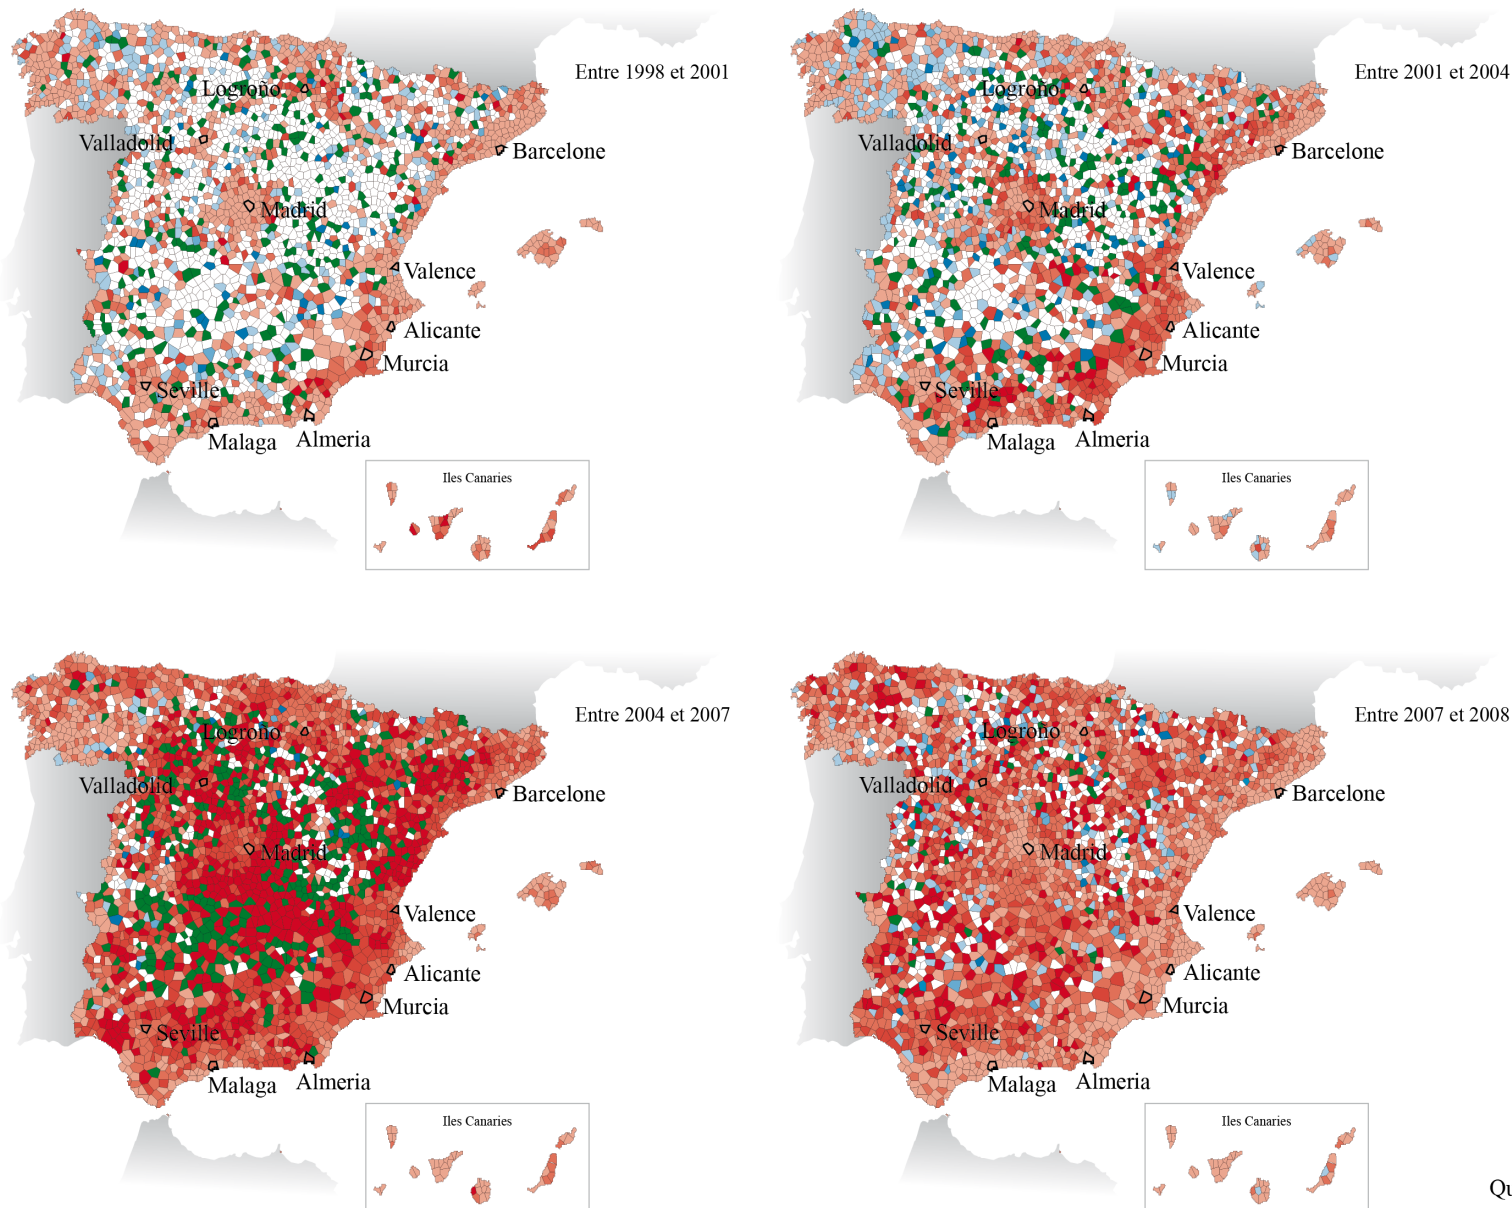 Entre 1998 et 2001
Logroño
Valladolid
Barcelone
Madrid
Valence
Alicante
Murcia
Seville
Malaga
Almeria
Iles Canaries
Entre 2001 et 2004
Logroño
Valladolid
Barcelone
Madrid
Valence
Alicante
Murcia
Seville
Malaga
Almeria
Iles Canaries
Entre 2004 et 2007
Logroño
Valladolid
Barcelone
Madrid
Valence
Alicante
Murcia
Seville
Malaga
Almeria
Iles Canaries
Entre 2007 et 2008
Logroño
Valladolid
Barcelone
Madrid
Valence
Alicante
Murcia
Seville
Malaga
Almeria
Iles Canaries